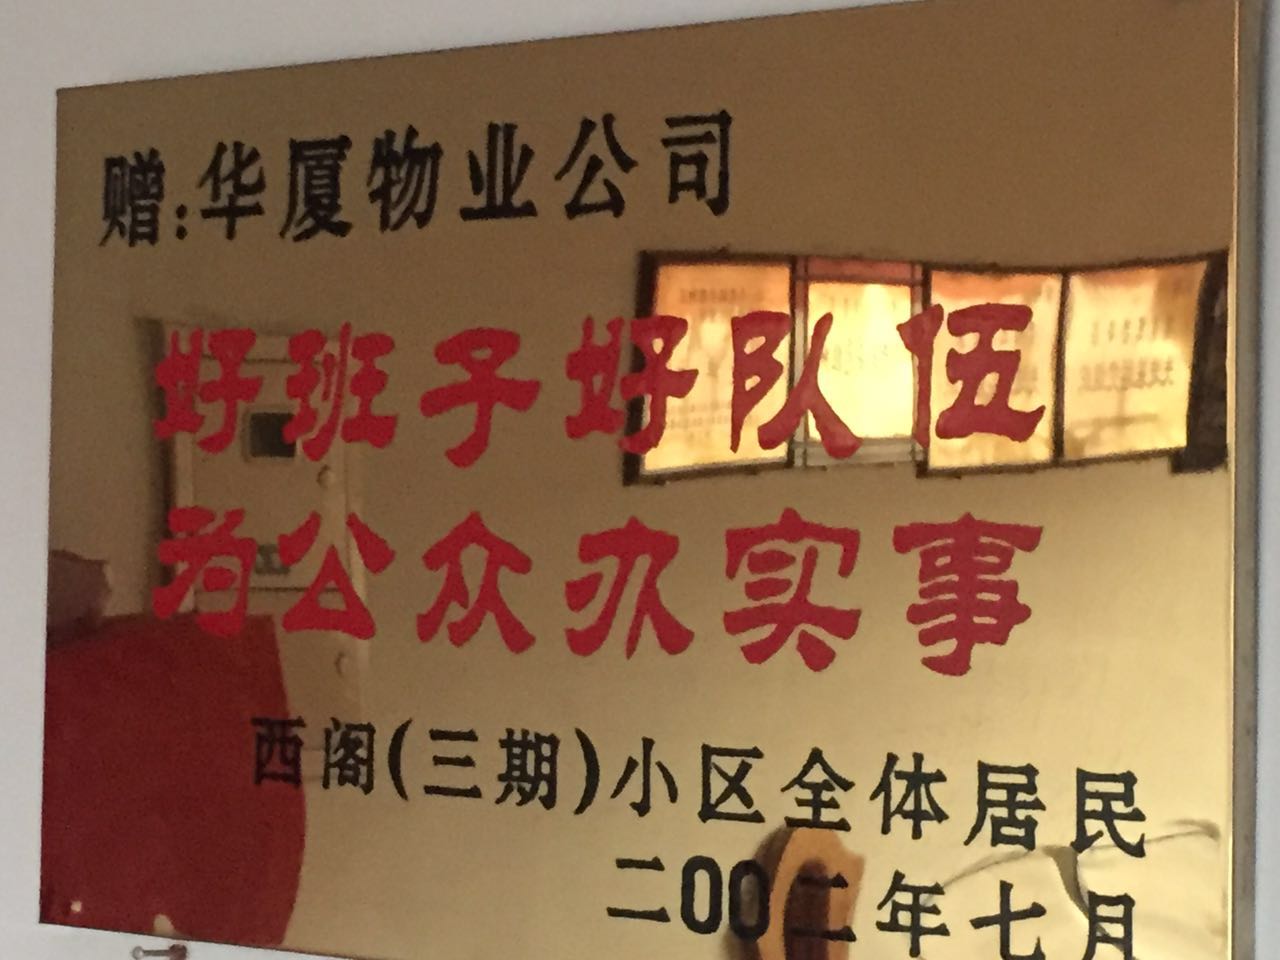 赠:华厦物业公司
好班子好队伍
为公众办实事
西阁(三期)小区全体居民
二00二年七月